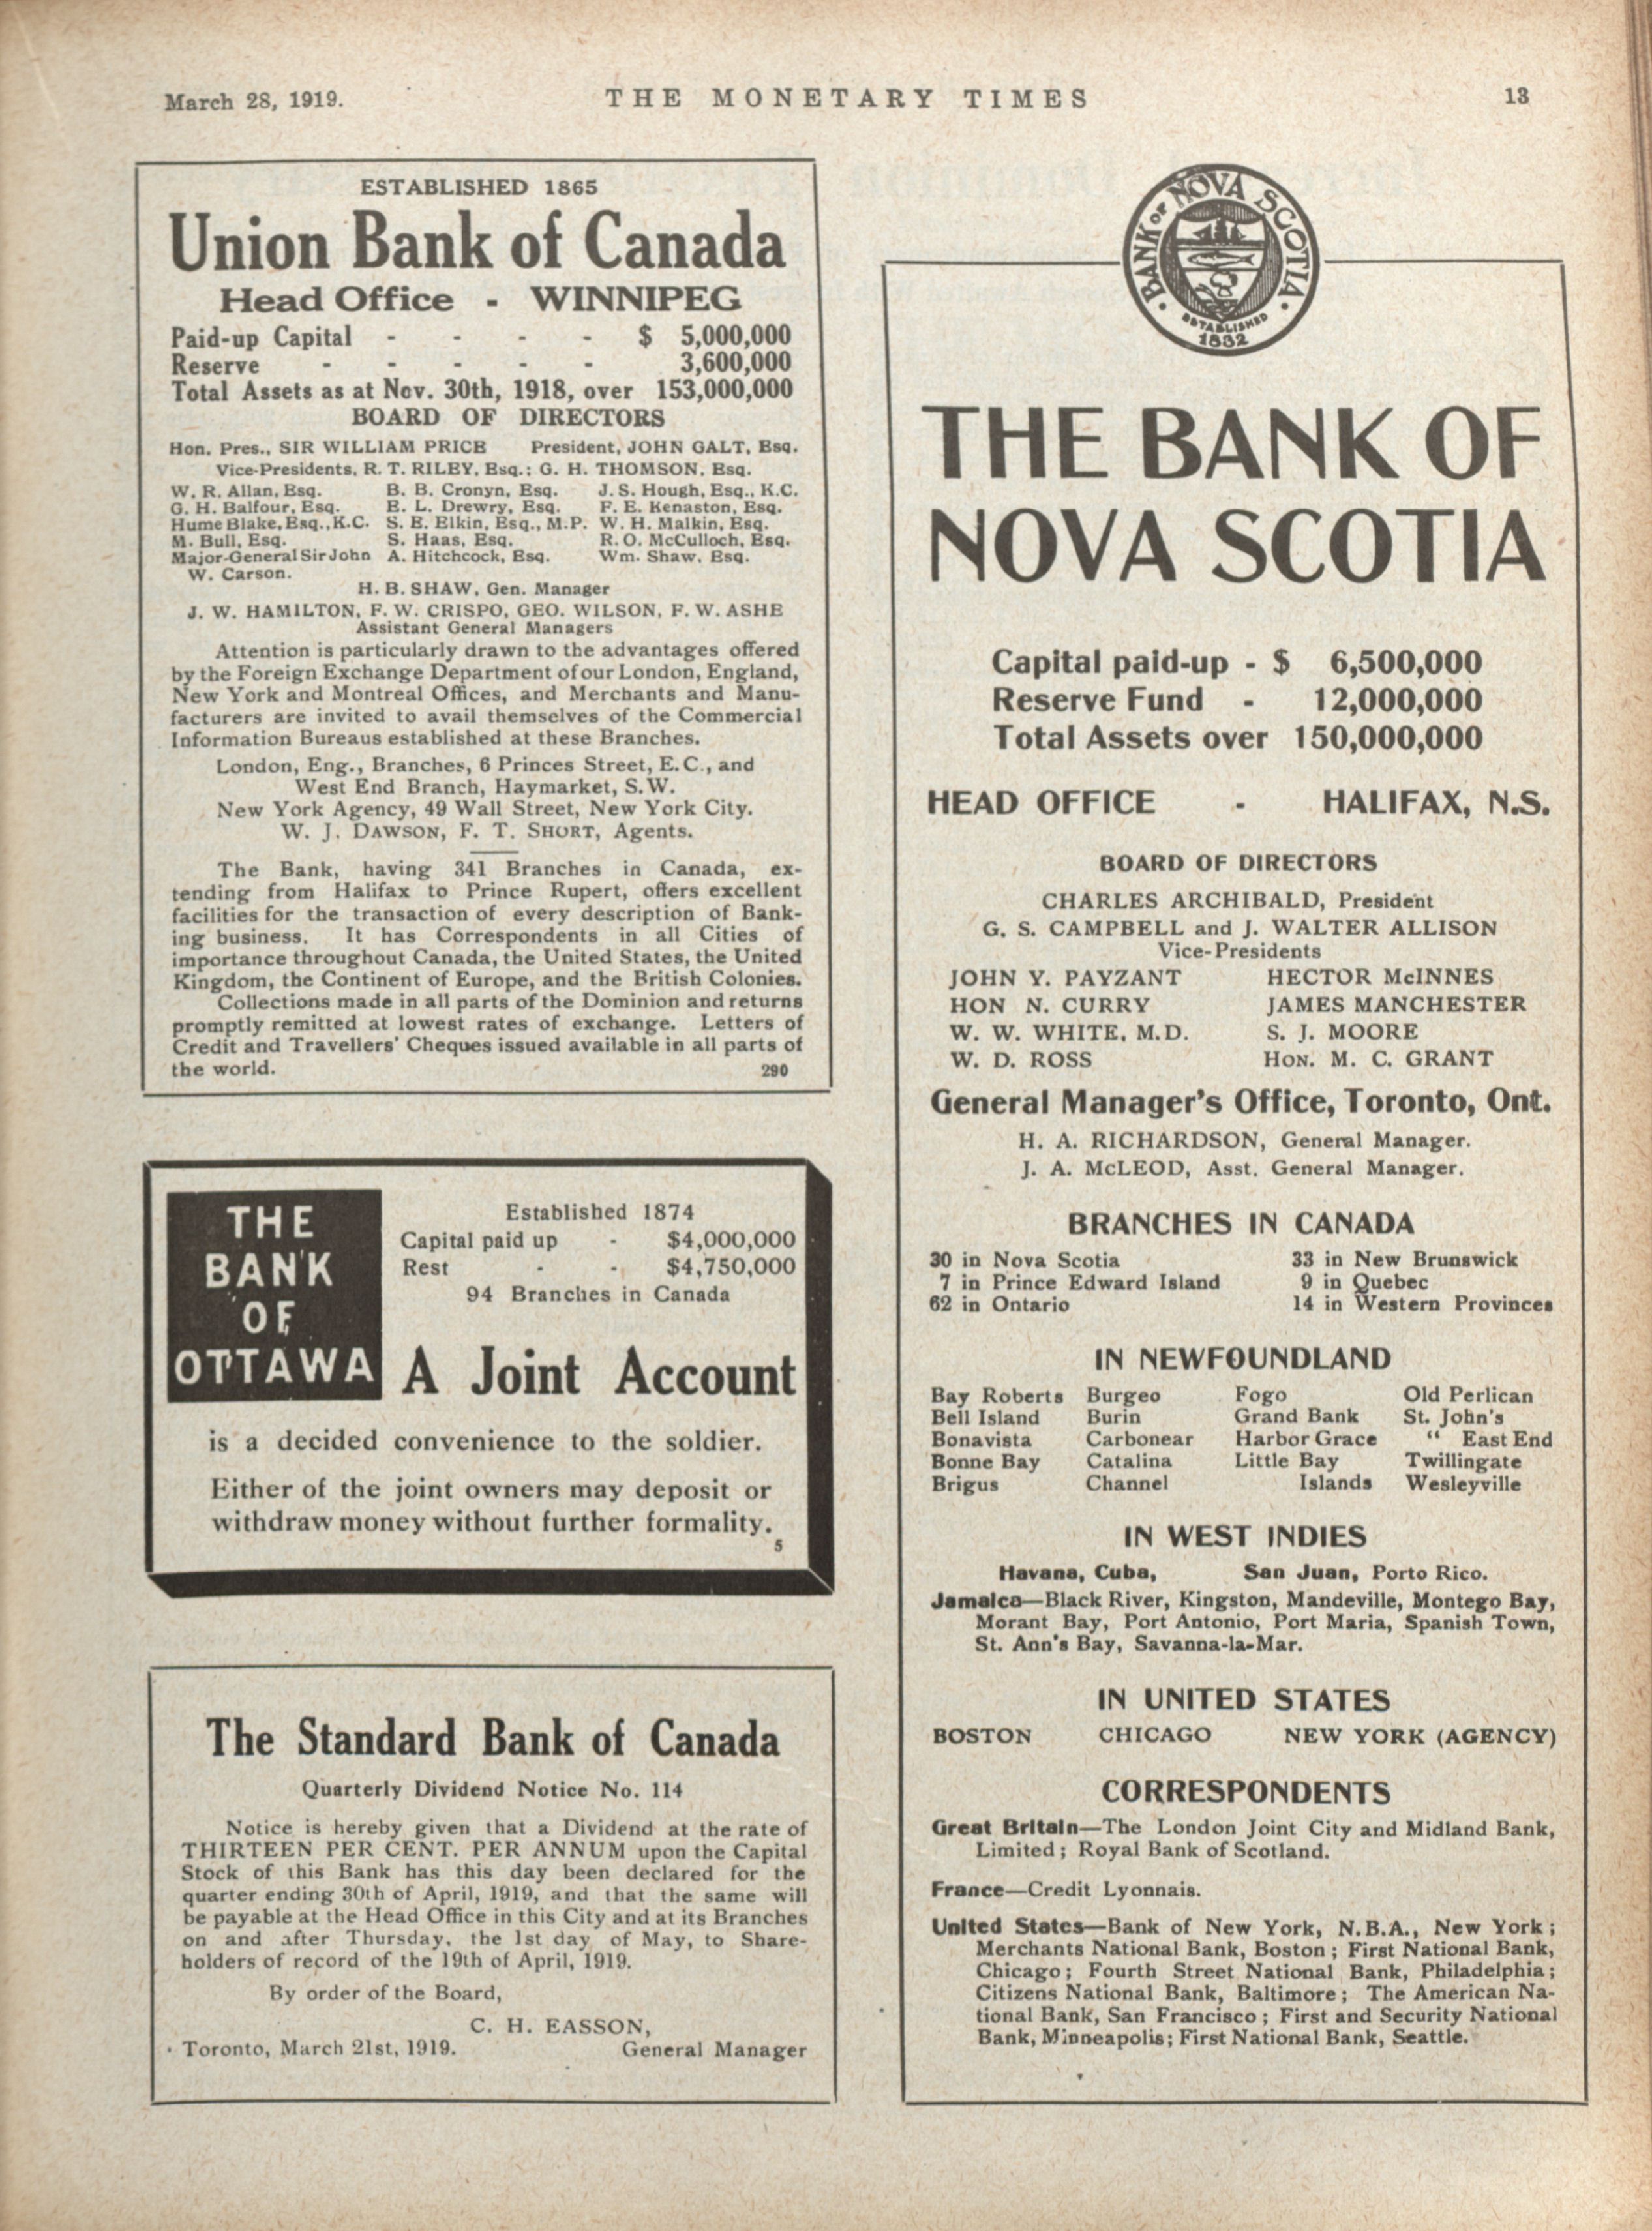 March 28, 1919.
THE MONETARY TIMES
13
ESTABLISHED 1865
Union Bank of Canada
Head Office - WINNIPEG
Paid-up Capital - - - - $ 5,000,000
Reserve - - - - - 3,600,000
Total Assets as at Nov. 30th, 1918, over 153,000,000
BOARD OF DIRECTORS
Hon. Pres., SIR WILLIAM PRICE President, JOHN GALT, Esq.
Vice-Presidents, R. T. RILEY, Esq.; G. H. THOMSON, Esq.
W. R. Allan, Esq. B. B. Cronyn, Esq. J. S. Hough, Esq., K.C.
G. H. Balfour, Esq. E. L. Drewry, Esq. F. E. Kenaston, Esq.
Hume Blake, Esq., K.C. S. E. Elkin, Esq., M.P. W. H. Malkin, Esq.
M. Bull, Esq. S. Haas, Esq. R. O. McCulloch, Esq.
Major-General Sir John A. Hitchcock, Esq. Wm. Shaw, Esq.
W. Carson.
H. B. SHAW, Gen. Manager
J. W. HAMILTON, F. W. CRISPO, GEO. WILSON, F. W. ASHE
Assistant General Managers
Attention is particularly drawn to the advantages offered
by the Foreign Exchange Department of our London, England,
New York and Montreal Offices, and Merchants and Manu-
facturers are invited to avail themselves of the Commercial
Information Bureaus established at these Branches.
London, Eng., Branches, 6 Princes Street, E.C., and
West End Branch, Haymarket, S.W.
New York Agency, 49 Wall Street, New York City.
W. J. DAWSON, F. T. SHORT, Agents.
The Bank, having 341 Branches in Canada, ex-
tending from Halifax to Prince Rupert, offers excellent
facilities for the transaction of every description of Bank-
ing business. It has Correspondents in all Cities of
importance throughout Canada, the United States, the United
Kingdom, the Continent of Europe, and the British Colonies.
Collections made in all parts of the Dominion and returns
promptly remitted at lowest rates of exchange. Letters of
Credit and Travellers' Cheques issued available in all parts of
the world. 290
THE
BANK
OF
OTTAWA
Established 1874
Capital paid up - $4,000,000
Rest - - $4,750,000
94 Branches in Canada
A Joint Account
is a decided convenience to the soldier.
Either of the joint owners may deposit or
withdraw money without further formality.
5
The Standard Bank of Canada
Quarterly Dividend Notice No. 114
Notice is hereby given that a Dividend at the rate of
THIRTEEN PER CENT. PER ANNUM upon the Capital
Stock of this Bank has this day been declared for the
quarter ending 30th of April, 1919, and that the same will
be payable at the Head Office in this City and at its Branches
on and after Thursday, the 1st day of May, to Share-
holders of record of the 19th of April, 1919.
By order of the Board,
C. H. EASSON,
Toronto, March 21st, 1919. General Manager
BANK OF NOVA SCOTIA
ESTABLISHED
1832
THE BANK OF
NOVA SCOTIA
Capital paid-up - $ 6,500,000
Reserve Fund - 12,000,000
Total Assets over 150,000,000
HEAD OFFICE - HALIFAX, N.S.
BOARD OF DIRECTORS
CHARLES ARCHIBALD, President
G. S. CAMPBELL and J. WALTER ALLISON
Vice-Presidents
JOHN Y. PAYZANT HECTOR McINNES
HON N. CURRY JAMES MANCHESTER
W. W. WHITE, M.D. S. J. MOORE
W. D. ROSS HON. M. C. GRANT
General Manager's Office, Toronto, Ont.
H. A. RICHARDSON, General Manager.
J. A. McLEOD, Asst. General Manager.
BRANCHES IN CANADA
30 in Nova Scotia 33 in New Brunswick
7 in Prince Edward Island 9 in Quebec
62 in Ontario 14 in Western Provinces
IN NEWFOUNDLAND
Bay Roberts Burgeo Fogo Old Perlican
Bell Island Burin Grand Bank St. John's
Bonavista Carbonear Harbor Grace " East End
Bonne Bay Catalina Little Bay Twillingate
Brigus Channel Islands Wesleyville
IN WEST INDIES
Havana, Cuba, San Juan, Porto Rico.
Jamaica—Black River, Kingston, Mandeville, Montego Bay,
Morant Bay, Port Antonio, Port Maria, Spanish Town,
St. Ann's Bay, Savanna-la-Mar.
IN UNITED STATES
BOSTON CHICAGO NEW YORK (AGENCY)
CORRESPONDENTS
Great Britain—The London Joint City and Midland Bank,
Limited; Royal Bank of Scotland.
France—Credit Lyonnais.
United States—Bank of New York, N.B.A., New York;
Merchants National Bank, Boston; First National Bank,
Chicago; Fourth Street National Bank, Philadelphia;
Citizens National Bank, Baltimore; The American Na-
tional Bank, San Francisco; First and Security National
Bank, Minneapolis; First National Bank, Seattle.